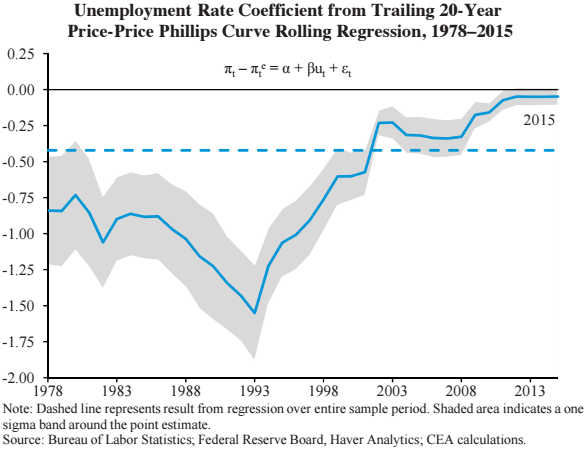 Unemployment Rate Coefficient from Trailing 20-Year
Price-Price Phillips Curve Rolling Regression, 1978–2015
πt – πtᵉ = α + βut + εt
0.25
0.00
-0.25
-0.50
-0.75
-1.00
-1.25
-1.50
-1.75
-2.00
2015
1978 1983 1988 1993 1998 2003 2008 2013
Note: Dashed line represents result from regression over entire sample period. Shaded area indicates a one
sigma band around the point estimate.
Source: Bureau of Labor Statistics; Federal Reserve Board, Haver Analytics; CEA calculations.